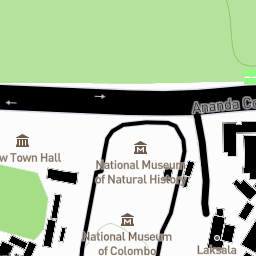 Ananda Co
w Town Hall
National Museum
of Natural History
National Museum
of Colombo
Laksala